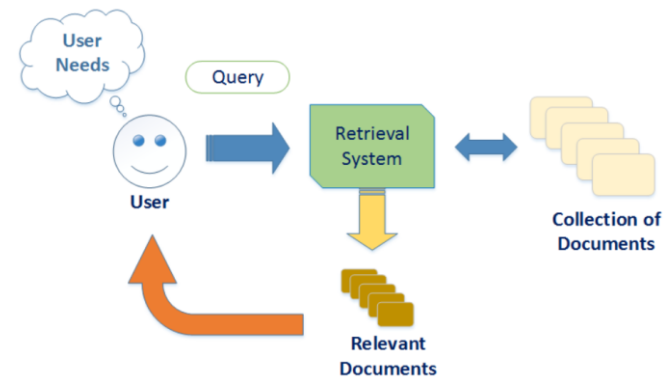 User
Needs
Query
Retrieval
System
User
Collection of
Documents
Relevant
Documents